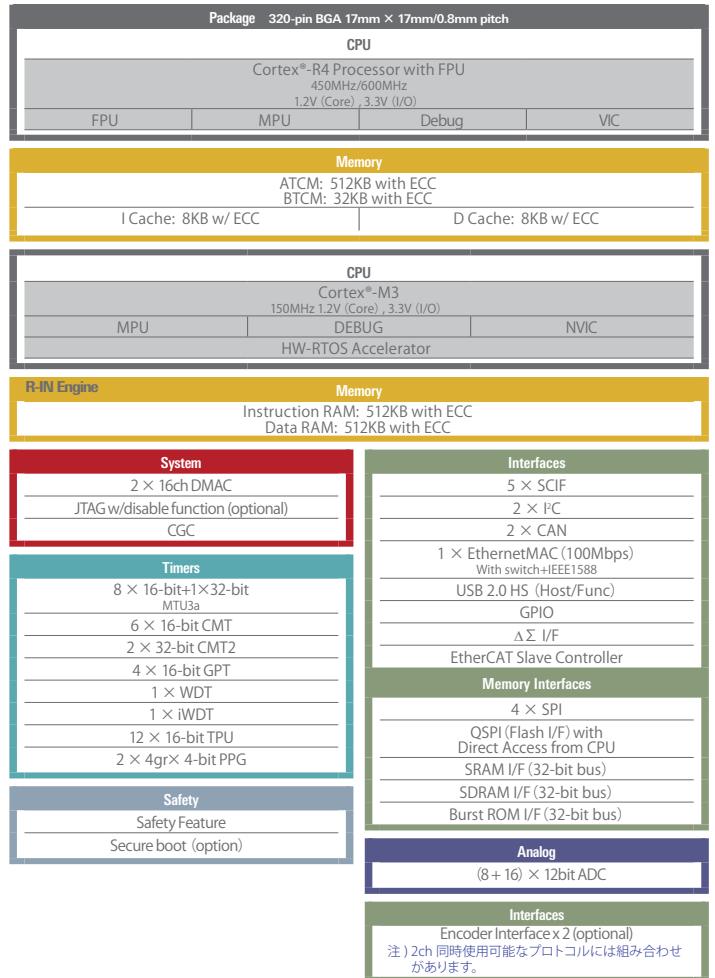 Package 320-pin BGA 17mm × 17mm/0.8mm pitch
CPU
Cortex®-R4 Processor with FPU
450MHz/600MHz
1.2V (Core) , 3.3V (I/O)
FPU
MPU
Debug
VIC
Memory
ATCM: 512KB with ECC
BTCM: 32KB with ECC
I Cache: 8KB w/ ECC
D Cache: 8KB w/ ECC
CPU
Cortex®-M3
150MHz 1.2V (Core) , 3.3V (I/O)
MPU
DEBUG
NVIC
HW-RTOS Accelerator
R-IN Engine
Memory
Instruction RAM: 512KB with ECC
Data RAM: 512KB with ECC
System
2 × 16ch DMAC
JTAG w/disable function (optional)
CGC
Timers
8 × 16-bit+1×32-bit
MTU3a
6 × 16-bit CMT
2 × 32-bit CMT2
4 × 16-bit GPT
1 × WDT
1 × iWDT
12 × 16-bit TPU
2 × 4gr× 4-bit PPG
Safety
Safety Feature
Secure boot (option)
Interfaces
5 × SCIF
2 × I²C
2 × CAN
1 × EthernetMAC (100Mbps)
With switch+IEEE1588
USB 2.0 HS (Host/Func)
GPIO
ΔΣ I/F
EtherCAT Slave Controller
Memory Interfaces
4 × SPI
QSPI (Flash I/F) with
Direct Access from CPU
SRAM I/F (32-bit bus)
SDRAM I/F (32-bit bus)
Burst ROM I/F (32-bit bus)
Analog
(8 + 16) × 12bit ADC
Interfaces
Encoder Interface x 2 (optional)
注 ) 2ch 同時使用可能なプロトコルには組み合わせ
があります。